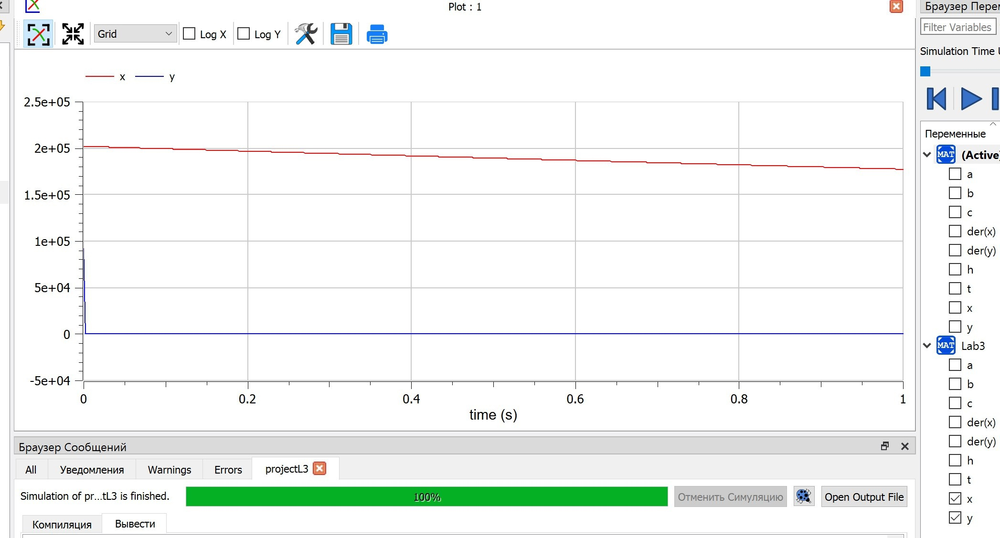 Plot : 1
Браузер Перем
Grid
Log X
Log Y
Filter Variables
Simulation Time U
x y
2.5e+05
2e+05
1.5e+05
1e+05
5e+04
0
-5e+04
0 0.2 0.4 0.6 0.8 1
time (s)
Переменные
MAT (Active)
a
b
c
der(x)
der(y)
h
t
x
y
MAT Lab3
a
b
c
der(x)
der(y)
h
t
x
y
Браузер Сообщений
All Уведомления Warnings Errors projectL3
Simulation of pr...tL3 is finished.
100%
Отменить Симуляцию
Open Output File
Компиляция Вывести